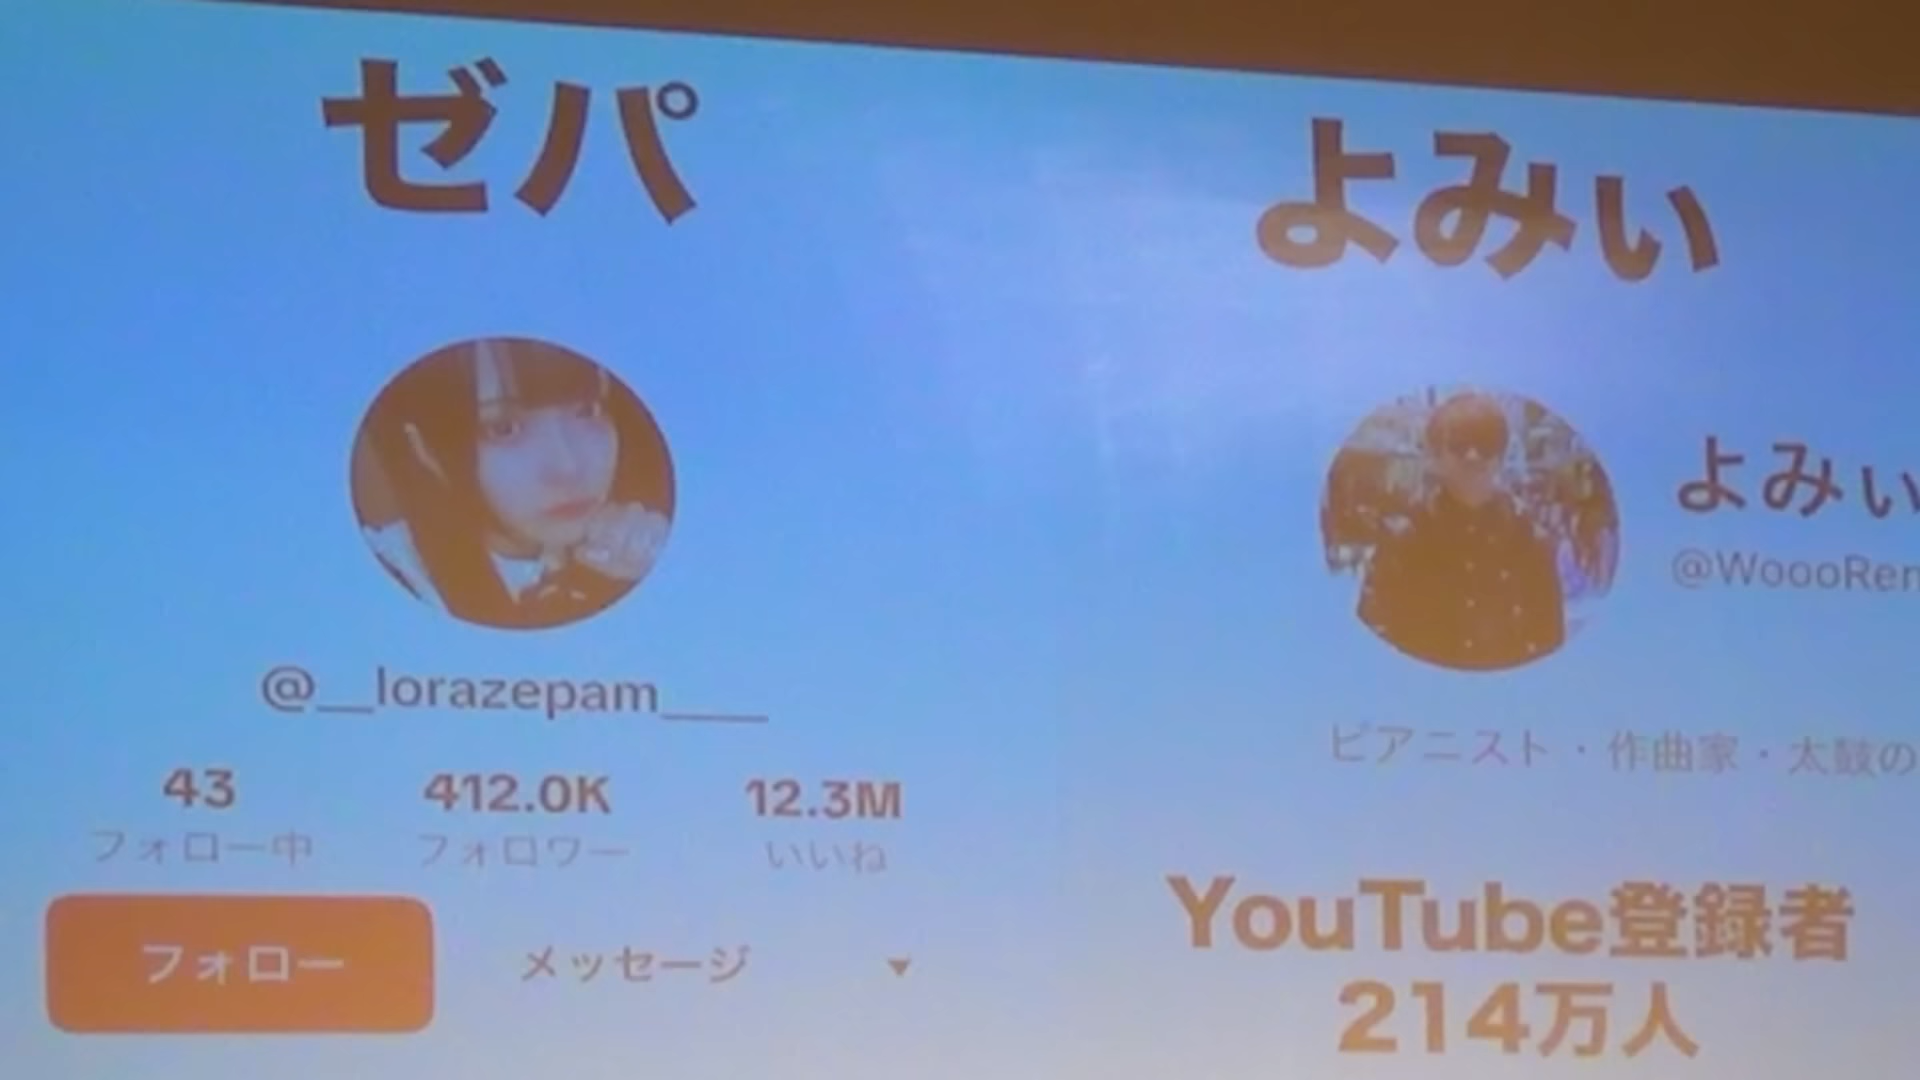 ゼパ
よみぃ
よみぃ
@WoooRen
@__lorazepam____
43
412.0K
12.3M
フォロー中
フォロワー
いいね
ピアニスト・作曲家・太鼓の
フォロー
メッセージ
YouTube登録者
214万人